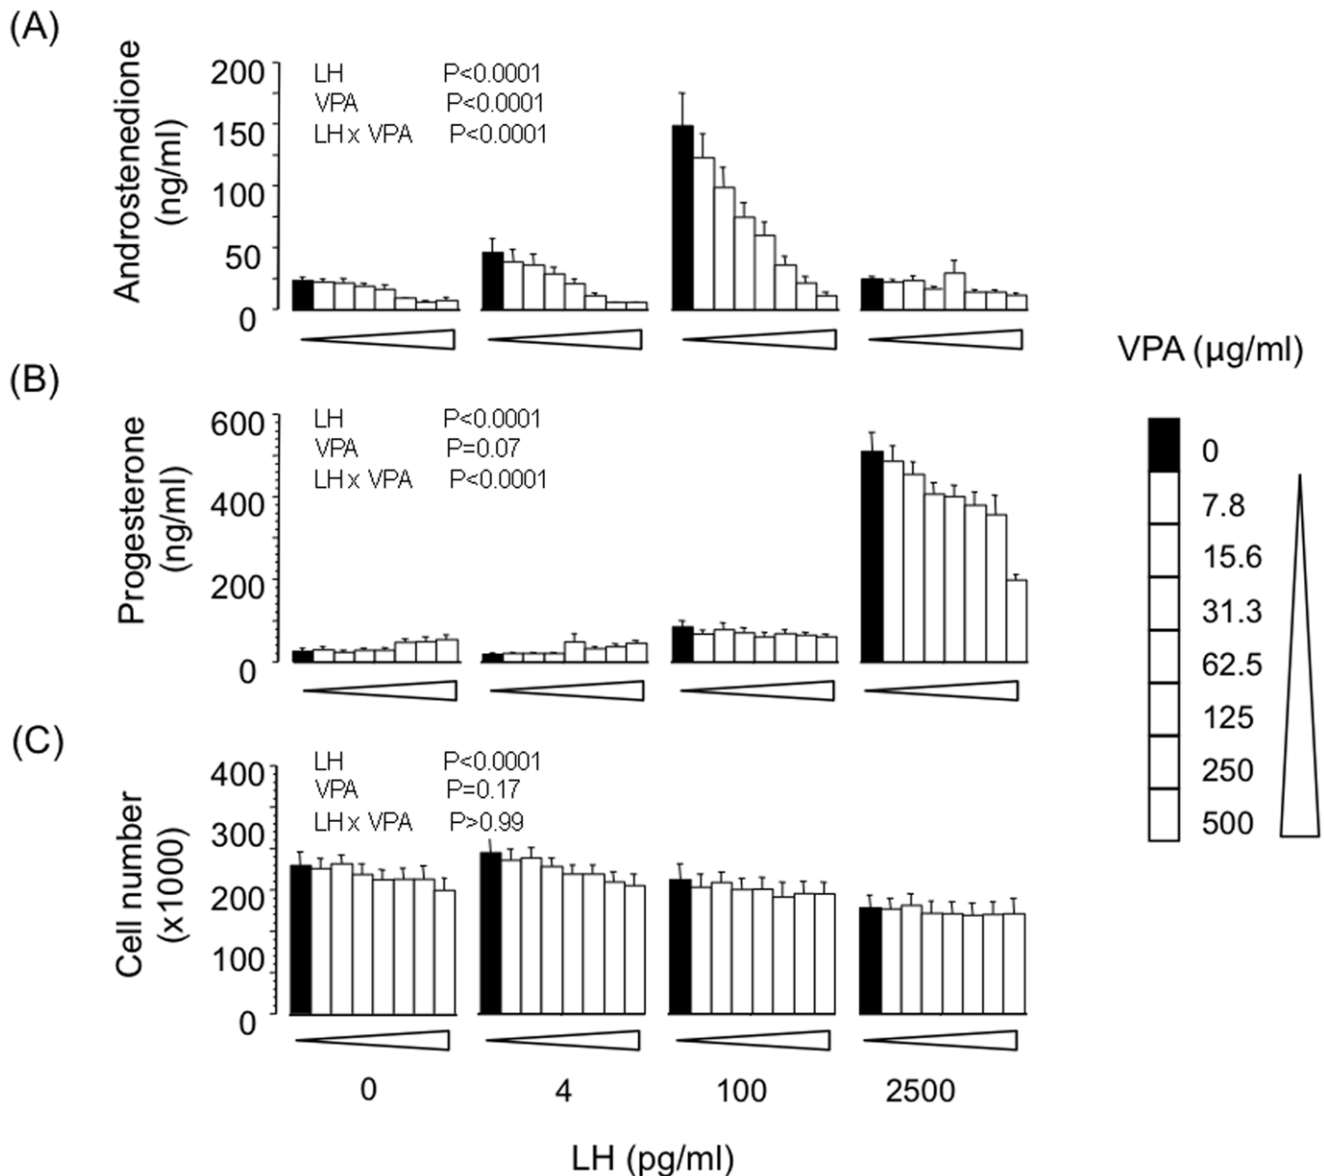 (A)
Androstenedione
(ng/ml)
200
150
100
50
0
LH P<0.0001
VPA P<0.0001
LH x VPA P<0.0001
(B)
Progesterone
(ng/ml)
600
400
200
0
LH P<0.0001
VPA P=0.07
LH x VPA P<0.0001
(C)
Cell number
(x1000)
400
300
200
100
0
LH P<0.0001
VPA P=0.17
LH x VPA P>0.99
0 4 100 2500
LH (pg/ml)
VPA (µg/ml)
0
7.8
15.6
31.3
62.5
125
250
500